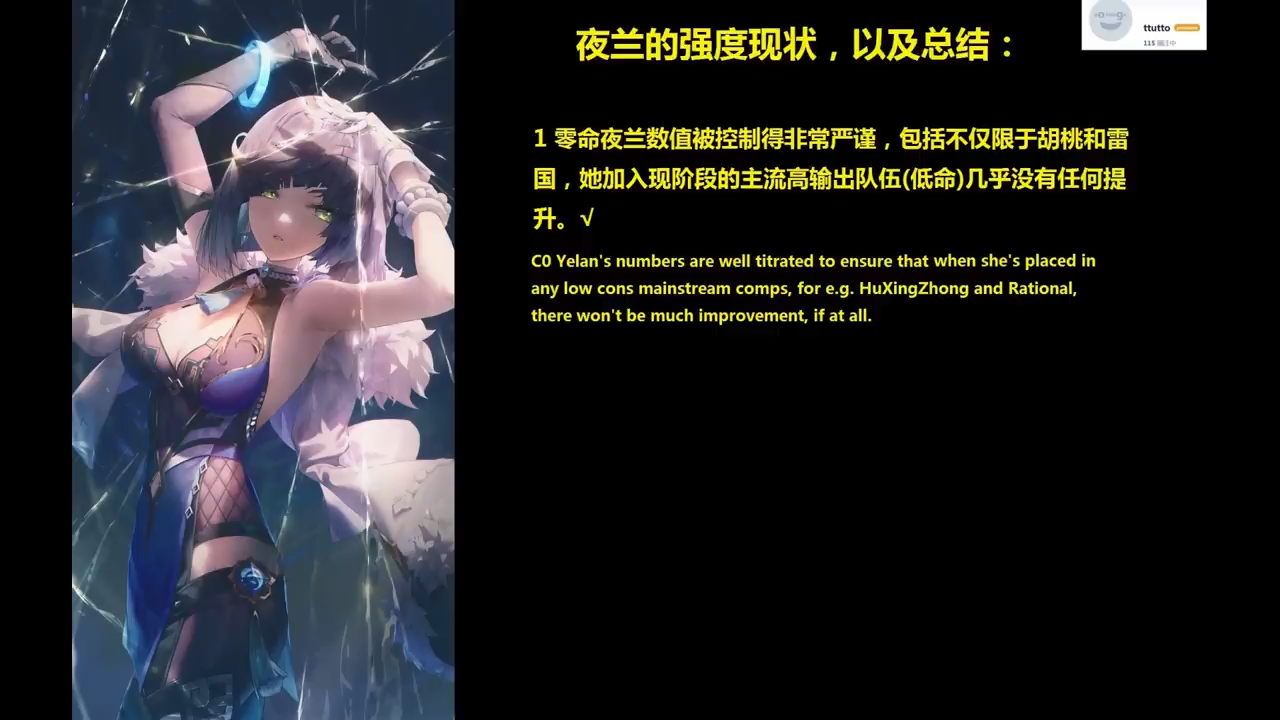 夜兰的强度现状，以及总结：
ttutto
115
1 零命夜兰数值被控制得非常严谨，包括不仅限于胡桃和雷
国，她加入现阶段的主流高输出队伍(低命)几乎没有任何提
升。√
C0 Yelan's numbers are well titrated to ensure that when she's placed in
any low cons mainstream comps, for e.g. HuXingZhong and Rational,
there won't be much improvement, if at all.